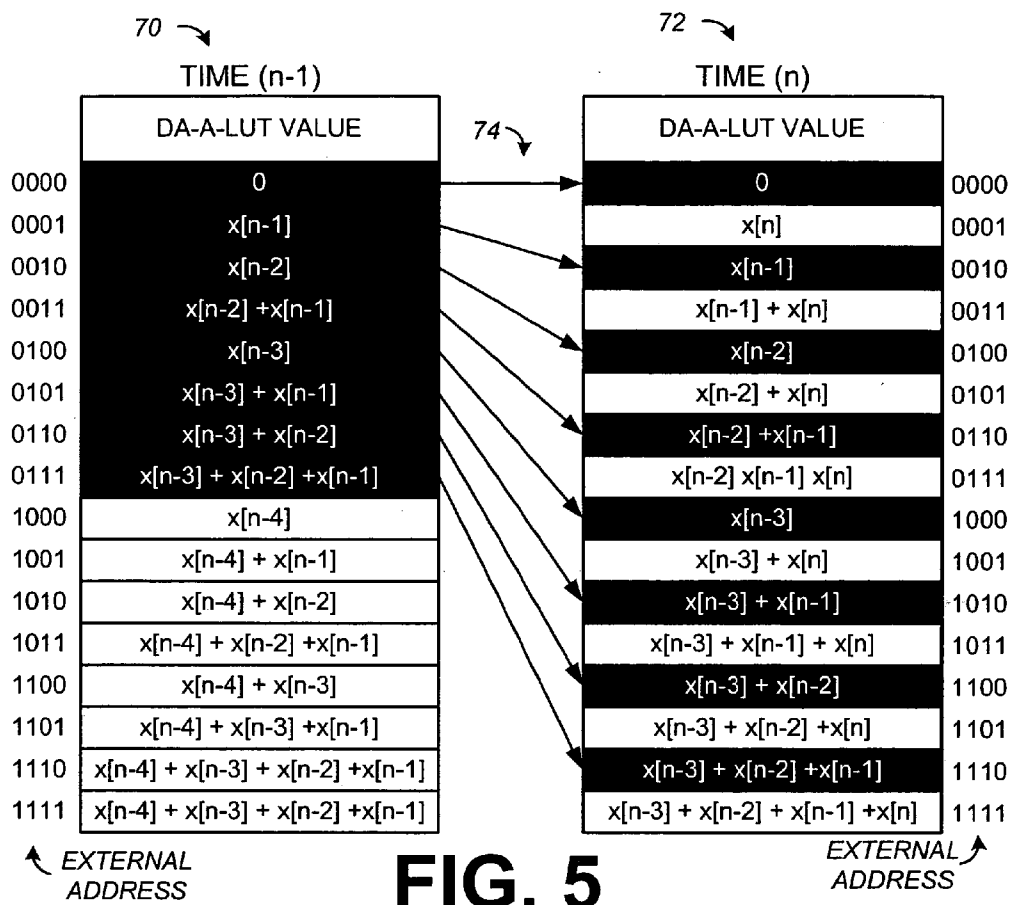 70
72
TIME (n-1)
TIME (n)
DA-A-LUT VALUE
74
DA-A-LUT VALUE
0000 0
0 0000
0001 x[n-1]
x[n] 0001
0010 x[n-2]
x[n-1] 0010
0011 x[n-2] +x[n-1]
x[n-1] + x[n] 0011
0100 x[n-3]
x[n-2] 0100
0101 x[n-3] + x[n-1]
x[n-2] + x[n] 0101
0110 x[n-3] + x[n-2]
x[n-2] +x[n-1] 0110
0111 x[n-3] + x[n-2] +x[n-1]
x[n-2] x[n-1] x[n] 0111
1000 x[n-4]
x[n-3] 1000
1001 x[n-4] + x[n-1]
x[n-3] + x[n] 1001
1010 x[n-4] + x[n-2]
x[n-3] + x[n-1] 1010
1011 x[n-4] + x[n-2] +x[n-1]
x[n-3] + x[n-1] + x[n] 1011
1100 x[n-4] + x[n-3]
x[n-3] + x[n-2] 1100
1101 x[n-4] + x[n-3] +x[n-1]
x[n-3] + x[n-2] +x[n] 1101
1110 x[n-4] + x[n-3] + x[n-2] +x[n-1]
x[n-3] + x[n-2] +x[n-1] 1110
1111 x[n-4] + x[n-3] + x[n-2] +x[n-1]
x[n-3] + x[n-2] + x[n-1] +x[n] 1111
EXTERNAL
ADDRESS
FIG. 5
EXTERNAL
ADDRESS